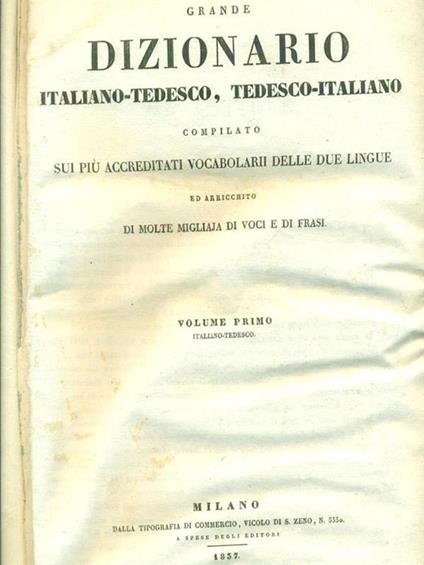 GRANDE
DIZIONARIO
ITALIANO-TEDESCO, TEDESCO-ITALIANO
COMPILATO
SUI PIÙ ACCREDITATI VOCABOLARII DELLE DUE LINGUE
ED ARRICCHITO
DI MOLTE MIGLIAJA DI VOCI E DI FRASI.
VOLUME PRIMO
ITALIANO-TEDESCO.
MILANO
DALLA TIPOGRAFIA DI COMMERCIO, VICOLO DI S. ZENO, N. 5550.
A SPESE DEGLI EDITORI
1837.